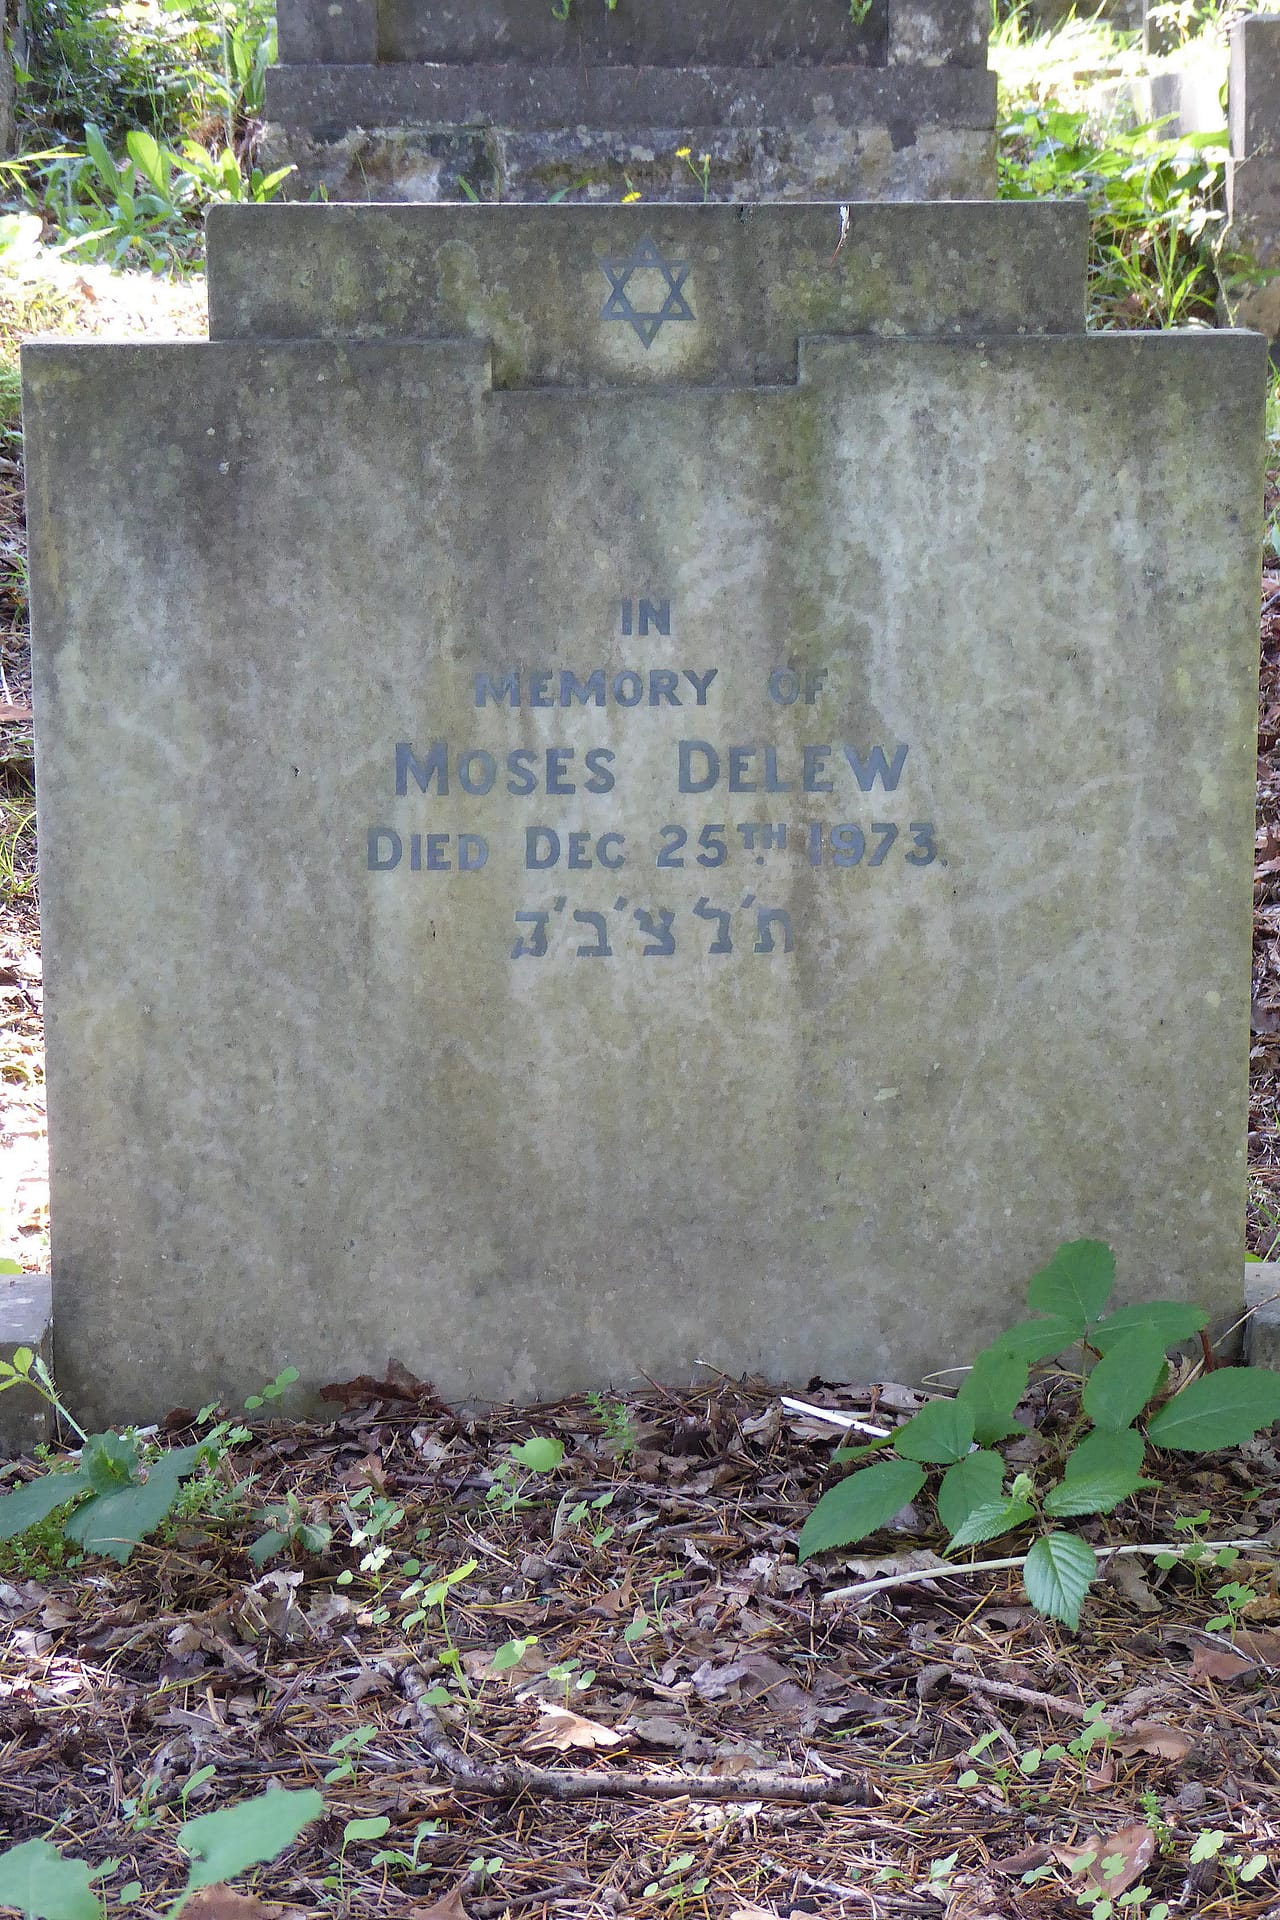 IN
MEMORY OF
MOSES DELEW
DIED DEC 25TH 1973.
ת'נ'צ'ב'ה